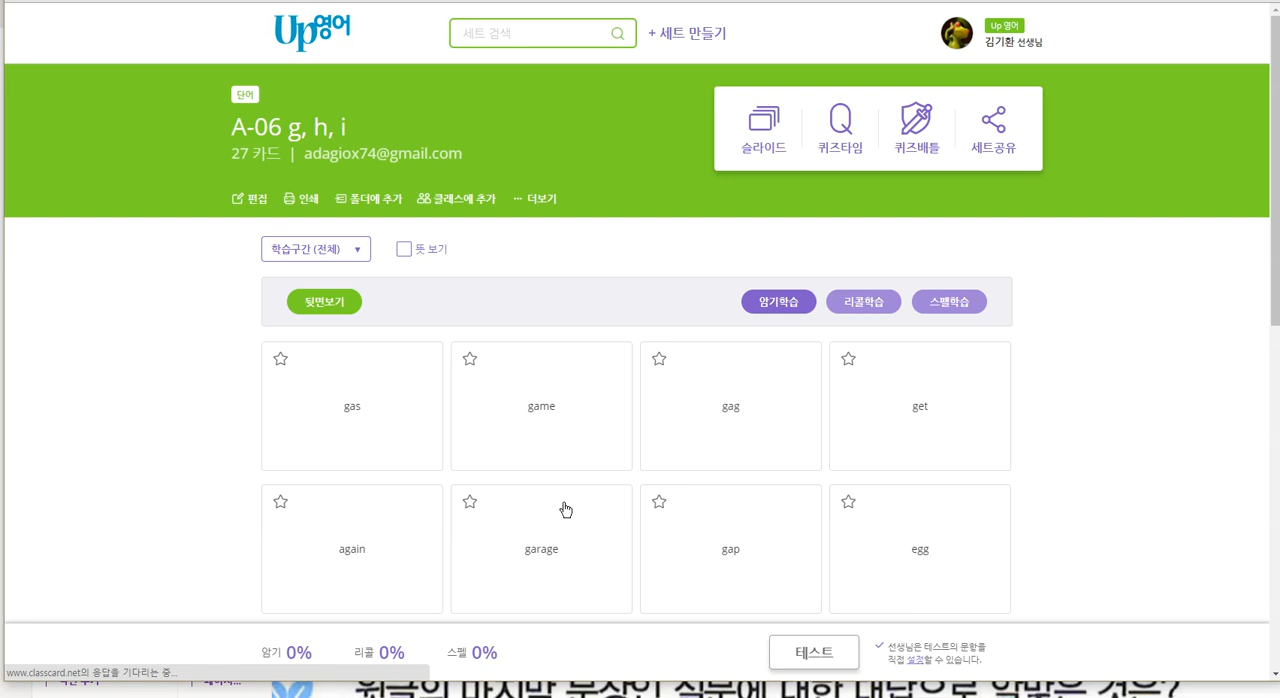 Up영어
세트 검색
+ 세트 만들기
Up 영어
김기환 선생님
단어
A-06 g, h, i
27 카드 | adagiox74@gmail.com
슬라이드
퀴즈타임
퀴즈배틀
세트공유
편집
인쇄
폴더에 추가
클래스에 추가
··· 더보기
학습구간 (전체) ▼
뜻 보기
뒷면보기
암기학습
리콜학습
스펠학습
gas
game
gag
get
again
garage
gap
egg
암기 0%
리콜 0%
스펠 0%
테스트
선생님은 테스트의 문항을
직접 설정할 수 있습니다.
www.classcard.net의 응답을 기다리는 중...